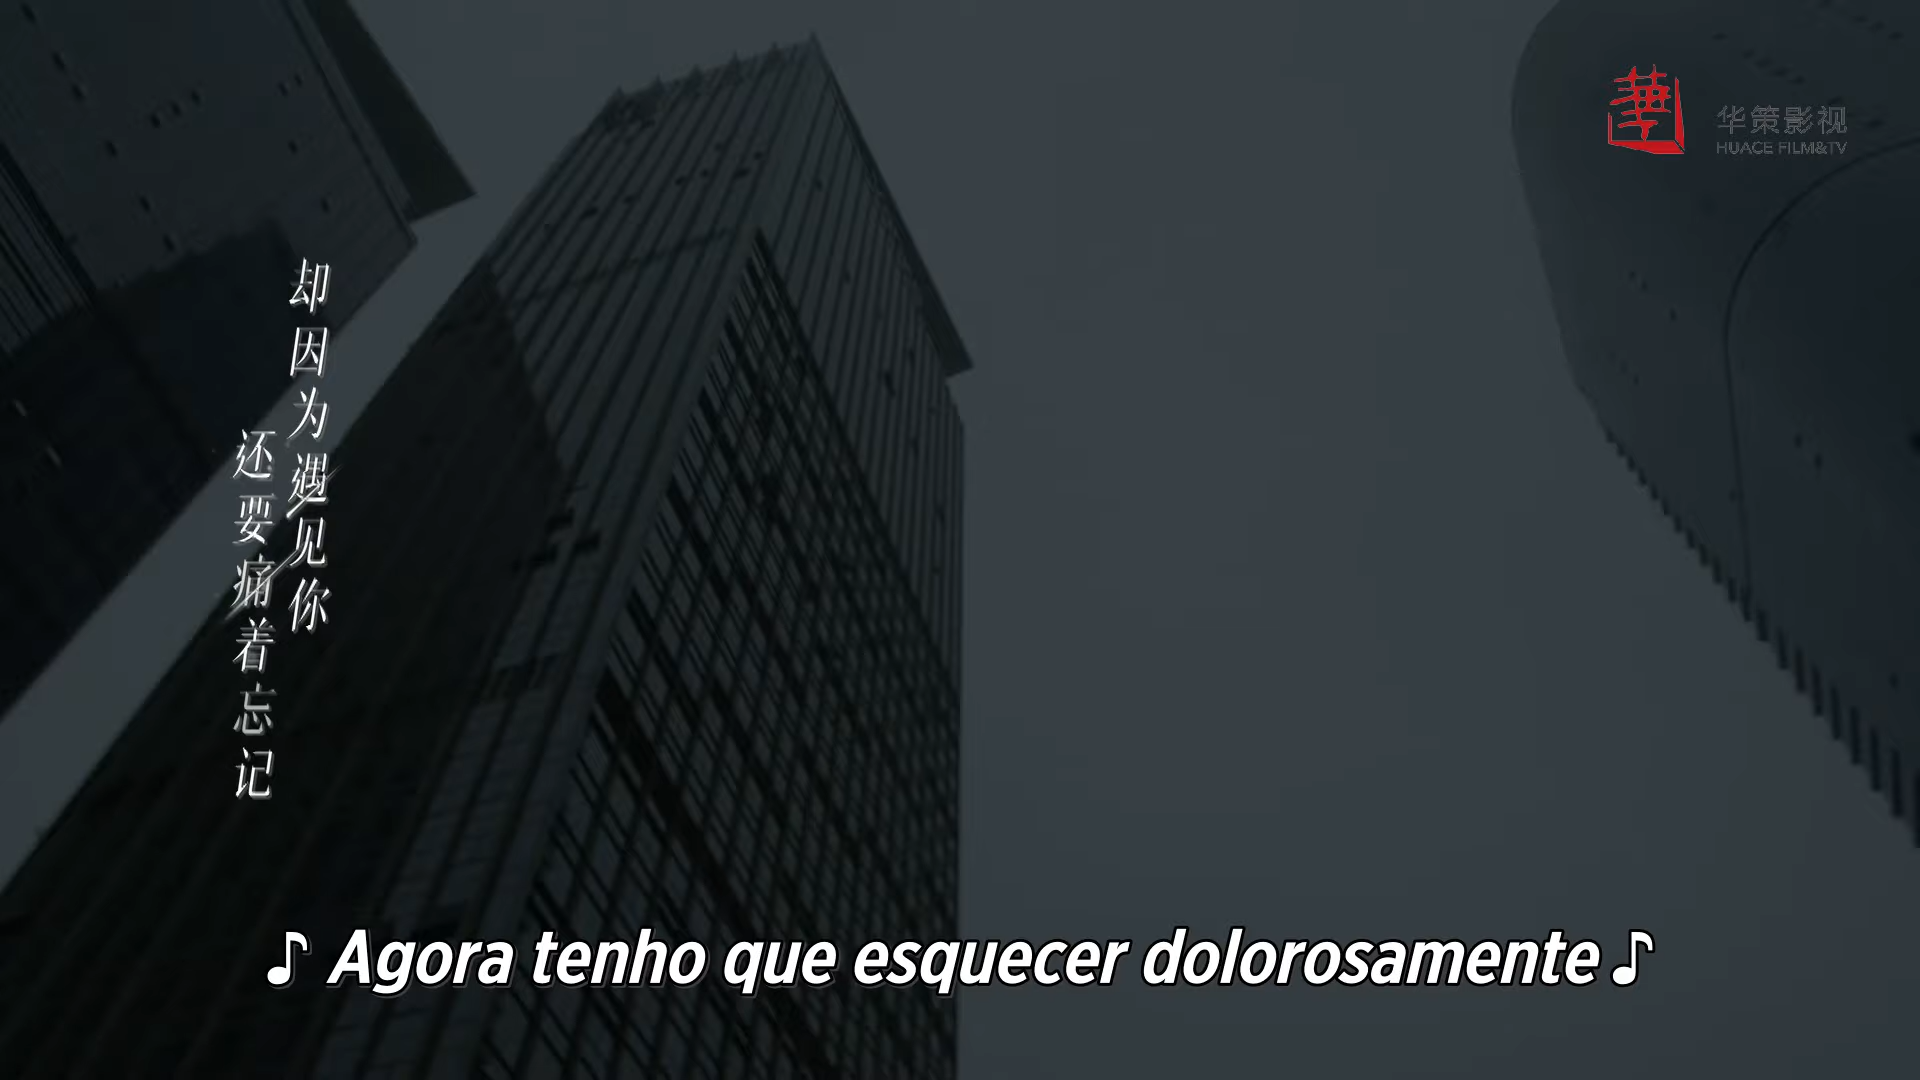 華
华策影视
HUACE FILM&TV
却因为遇见你
还要痛着忘记
♪ Agora tenho que esquecer dolorosamente ♪